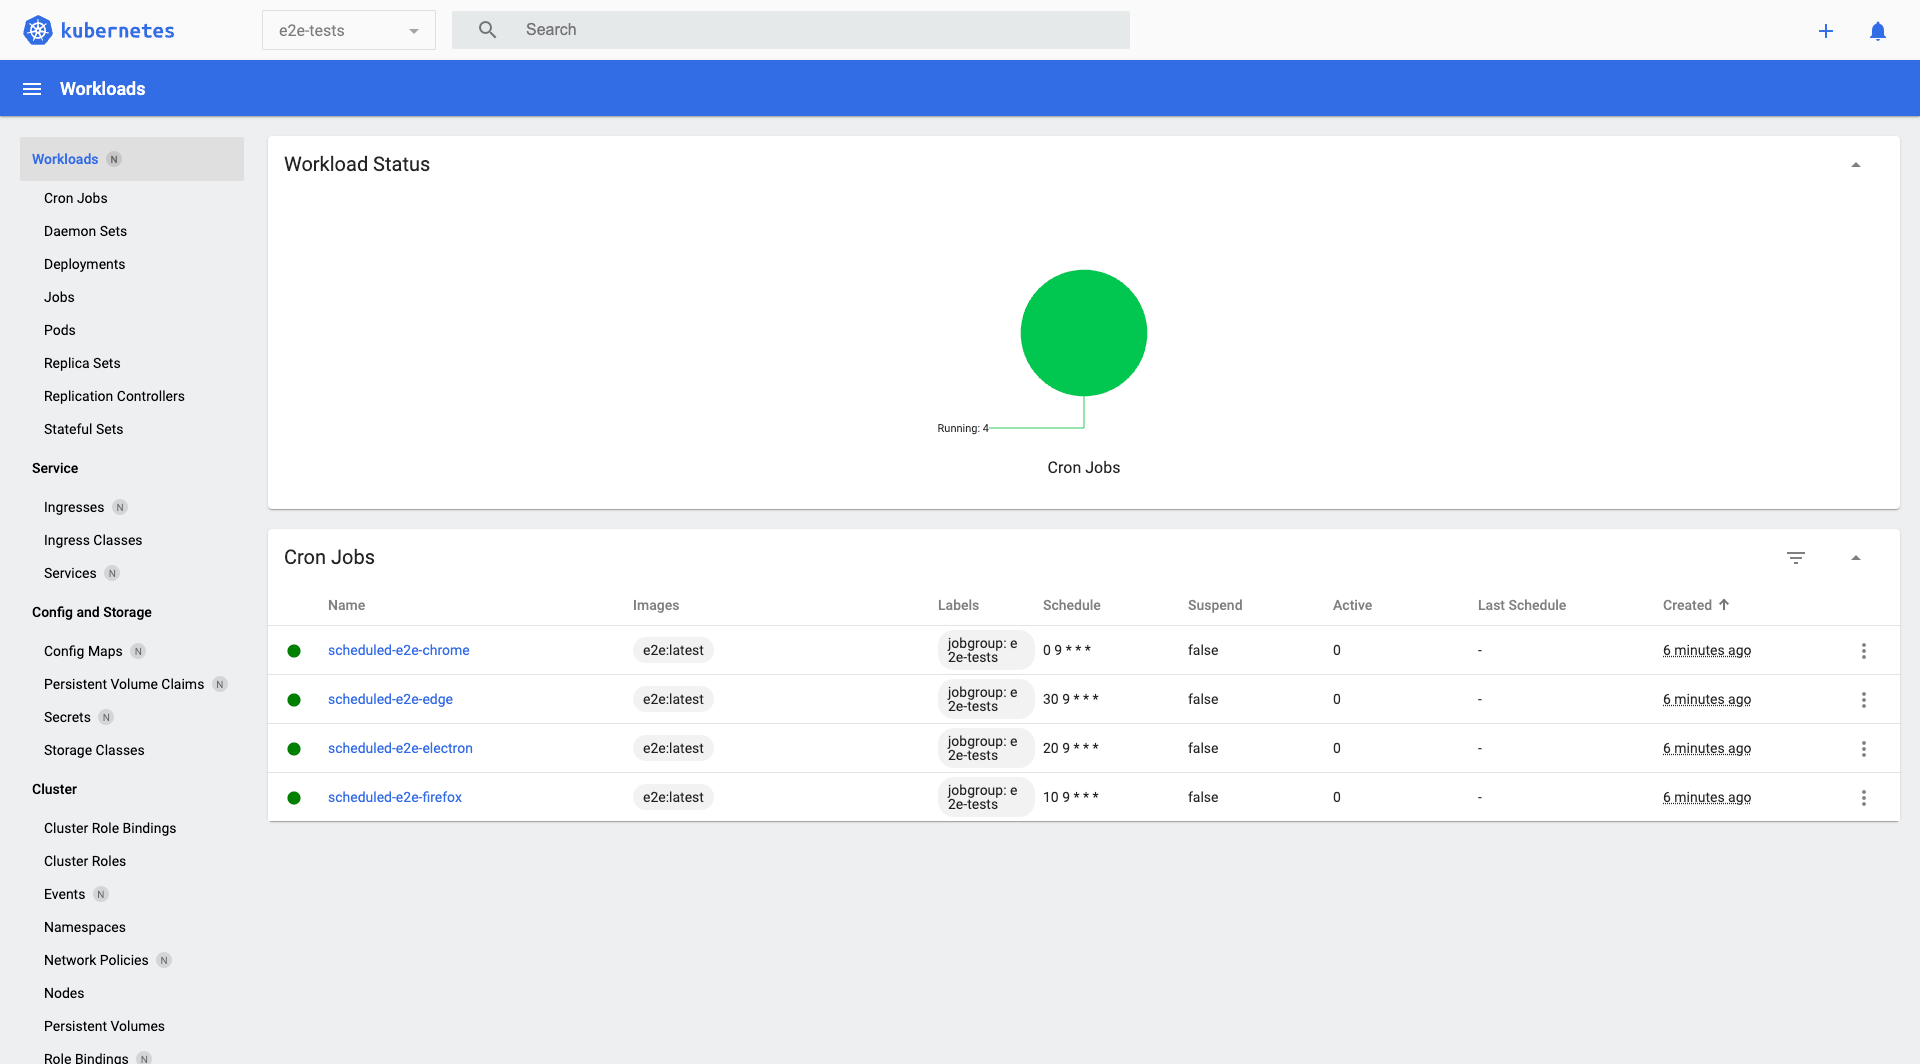 kubernetes
e2e-tests
Search
Workloads
Workloads N
Cron Jobs
Daemon Sets
Deployments
Jobs
Pods
Replica Sets
Replication Controllers
Stateful Sets
Service
Ingresses N
Ingress Classes
Services N
Config and Storage
Config Maps N
Persistent Volume Claims N
Secrets N
Storage Classes
Cluster
Cluster Role Bindings
Cluster Roles
Events N
Namespaces
Network Policies N
Nodes
Persistent Volumes
Role Bindings N
Workload Status
Running: 4
Cron Jobs
Cron Jobs
Name Images Labels Schedule Suspend Active Last Schedule Created
scheduled-e2e-chrome e2e:latest jobgroup: e
2e-tests 0 9 * * * false 0 - 6 minutes ago
scheduled-e2e-edge e2e:latest jobgroup: e
2e-tests 30 9 * * * false 0 - 6 minutes ago
scheduled-e2e-electron e2e:latest jobgroup: e
2e-tests 20 9 * * * false 0 - 6 minutes ago
scheduled-e2e-firefox e2e:latest jobgroup: e
2e-tests 10 9 * * * false 0 - 6 minutes ago